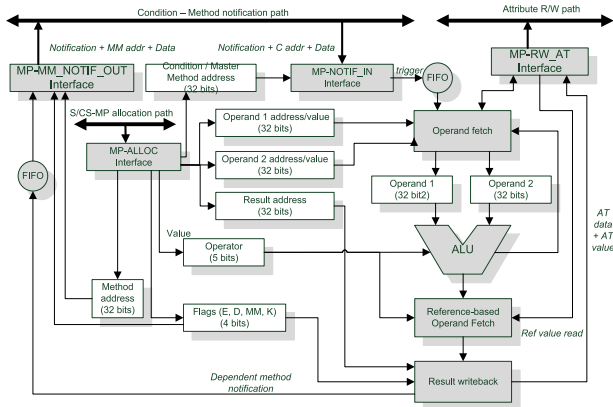 Condition – Method notification path
Attribute R/W path
Notification + MM addr + Data
Notification + C addr + Data
MP-MM_NOTIF_OUT
Interface
Condition / Master
Method address
(32 bits)
MP-NOTIF_IN
Interface
trigger
FIFO
MP-RW_AT
Interface
S/CS-MP allocation path
MP-ALLOC
Interface
Operand 1 address/value
(32 bits)
Operand fetch
Operand 2 address/value
(32 bits)
FIFO
Result address
(32 bits)
Operand 1
(32 bit2)
Operand 2
(32 bits)
AT
data
+ AT
value
Value
Operator
(5 bits)
ALU
Method
address
(32 bits)
Flags (E, D, MM, K)
(4 bits)
Reference-based
Operand Fetch
Ref value read
Dependent method
notification
Result writeback